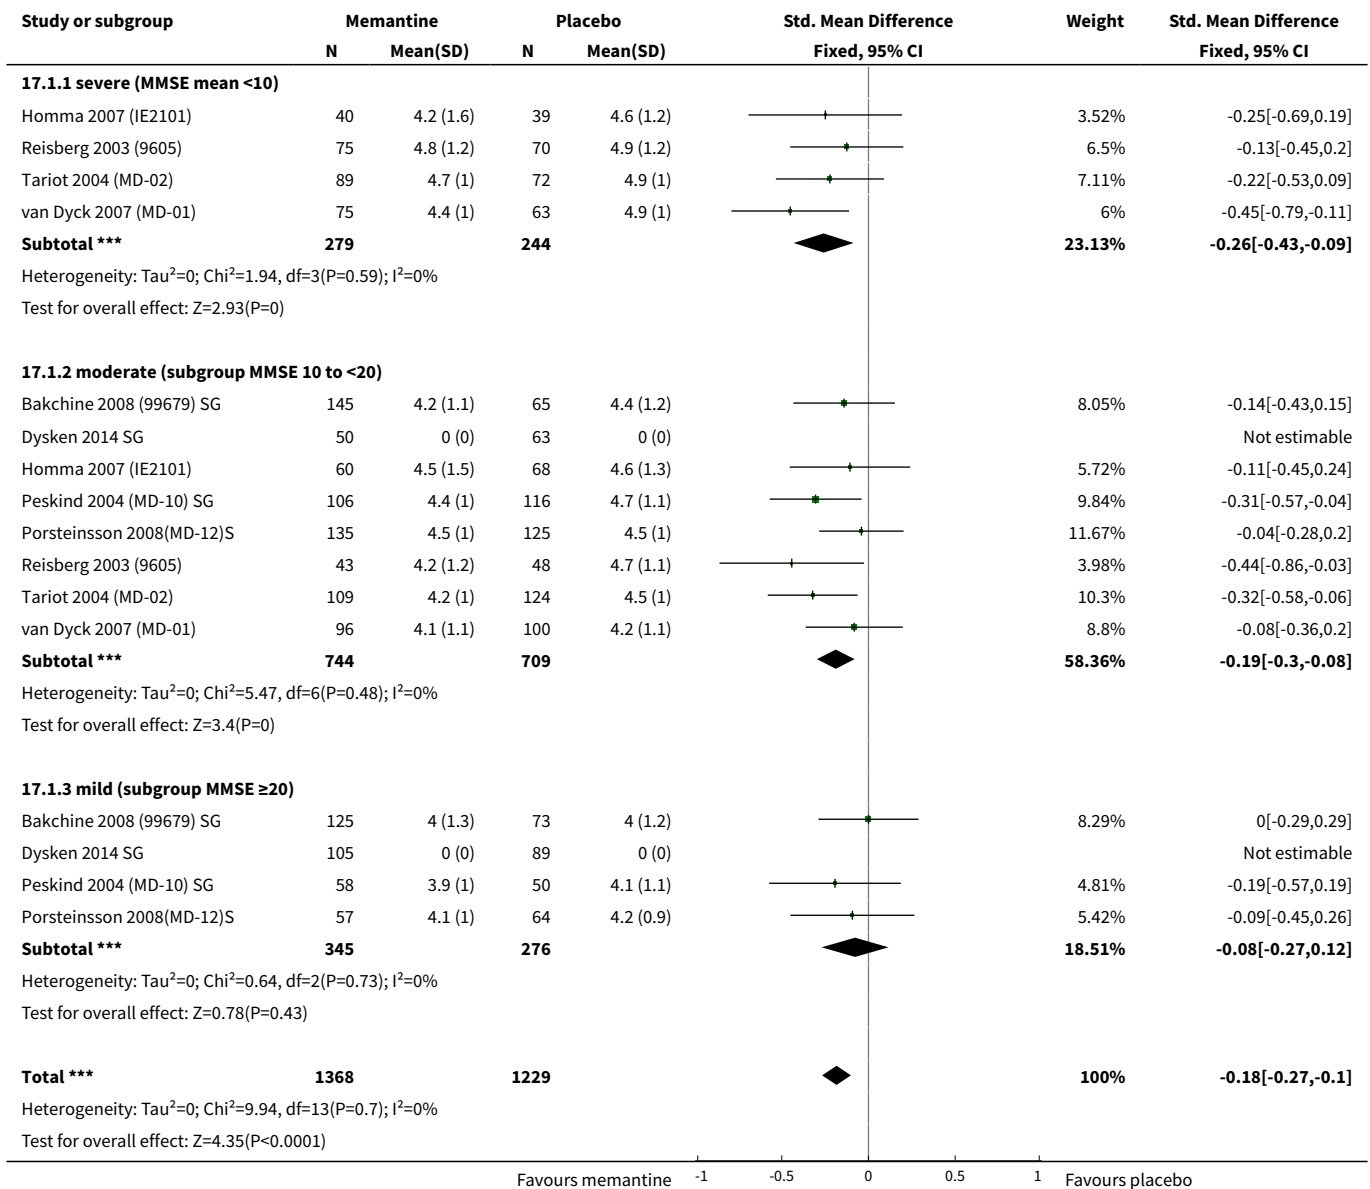 Study or subgroup Memantine Placebo Std. Mean Difference Weight Std. Mean Difference
N Mean(SD) N Mean(SD) Fixed, 95% CI Fixed, 95% CI
17.1.1 severe (MMSE mean <10)
Homma 2007 (IE2101) 40 4.2 (1.6) 39 4.6 (1.2) 3.52% -0.25[-0.69,0.19]
Reisberg 2003 (9605) 75 4.8 (1.2) 70 4.9 (1.2) 6.5% -0.13[-0.45,0.2]
Tariot 2004 (MD-02) 89 4.7 (1) 72 4.9 (1) 7.11% -0.22[-0.53,0.09]
van Dyck 2007 (MD-01) 75 4.4 (1) 63 4.9 (1) 6% -0.45[-0.79,-0.11]
Subtotal *** 279 244 23.13% -0.26[-0.43,-0.09]
Heterogeneity: Tau²=0; Chi²=1.94, df=3(P=0.59); I²=0%
Test for overall effect: Z=2.93(P=0)
17.1.2 moderate (subgroup MMSE 10 to <20)
Bakchine 2008 (99679) SG 145 4.2 (1.1) 65 4.4 (1.2) 8.05% -0.14[-0.43,0.15]
Dysken 2014 SG 50 0 (0) 63 0 (0) Not estimable
Homma 2007 (IE2101) 60 4.5 (1.5) 68 4.6 (1.3) 5.72% -0.11[-0.45,0.24]
Peskind 2004 (MD-10) SG 106 4.4 (1) 116 4.7 (1.1) 9.84% -0.31[-0.57,-0.04]
Porsteinsson 2008(MD-12)S 135 4.5 (1) 125 4.5 (1) 11.67% -0.04[-0.28,0.2]
Reisberg 2003 (9605) 43 4.2 (1.2) 48 4.7 (1.1) 3.98% -0.44[-0.86,-0.03]
Tariot 2004 (MD-02) 109 4.2 (1) 124 4.5 (1) 10.3% -0.32[-0.58,-0.06]
van Dyck 2007 (MD-01) 96 4.1 (1.1) 100 4.2 (1.1) 8.8% -0.08[-0.36,0.2]
Subtotal *** 744 709 58.36% -0.19[-0.3,-0.08]
Heterogeneity: Tau²=0; Chi²=5.47, df=6(P=0.48); I²=0%
Test for overall effect: Z=3.4(P=0)
17.1.3 mild (subgroup MMSE ≥20)
Bakchine 2008 (99679) SG 125 4 (1.3) 73 4 (1.2) 8.29% 0[-0.29,0.29]
Dysken 2014 SG 105 0 (0) 89 0 (0) Not estimable
Peskind 2004 (MD-10) SG 58 3.9 (1) 50 4.1 (1.1) 4.81% -0.19[-0.57,0.19]
Porsteinsson 2008(MD-12)S 57 4.1 (1) 64 4.2 (0.9) 5.42% -0.09[-0.45,0.26]
Subtotal *** 345 276 18.51% -0.08[-0.27,0.12]
Heterogeneity: Tau²=0; Chi²=0.64, df=2(P=0.73); I²=0%
Test for overall effect: Z=0.78(P=0.43)
Total *** 1368 1229 100% -0.18[-0.27,-0.1]
Heterogeneity: Tau²=0; Chi²=9.94, df=13(P=0.7); I²=0%
Test for overall effect: Z=4.35(P<0.0001)
Favours memantine -1 -0.5 0 0.5 1 Favours placebo